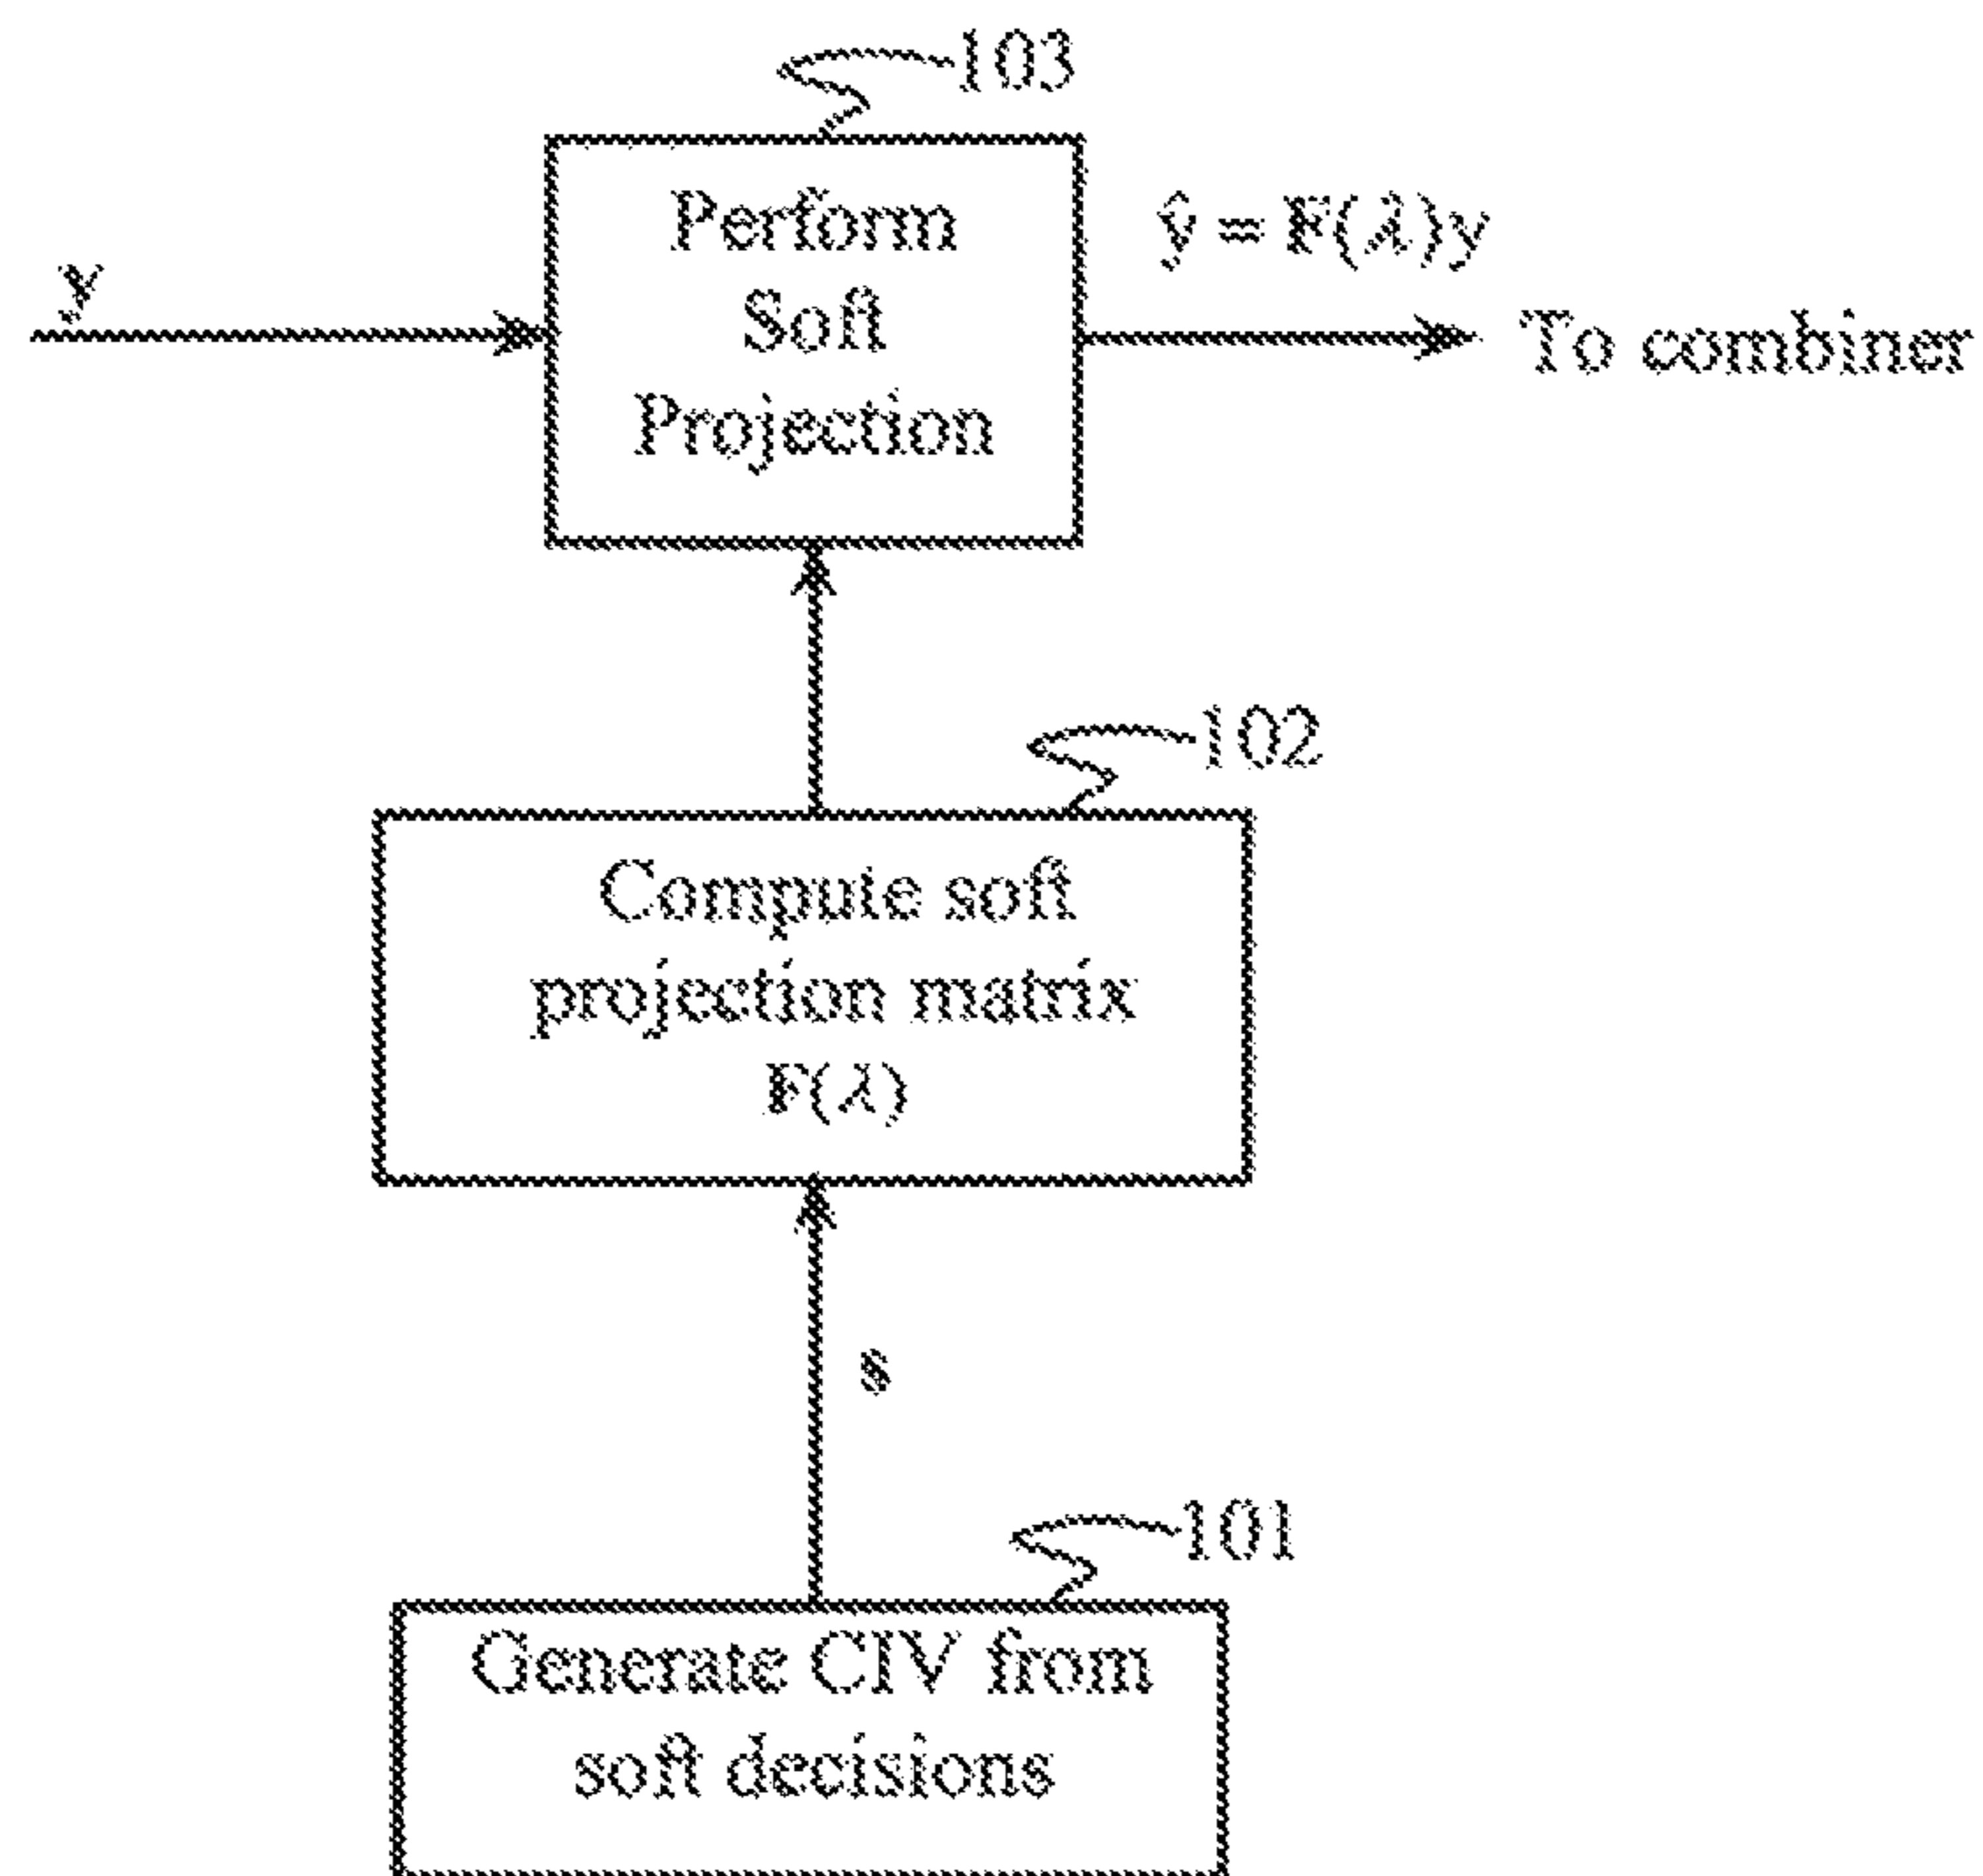 103
Perform
Soft
Projection
y
ŷ = F(λ)y
To combiner
102
Compute soft
projection matrix
F(λ)
s
101
Generate CIV from
soft decisions